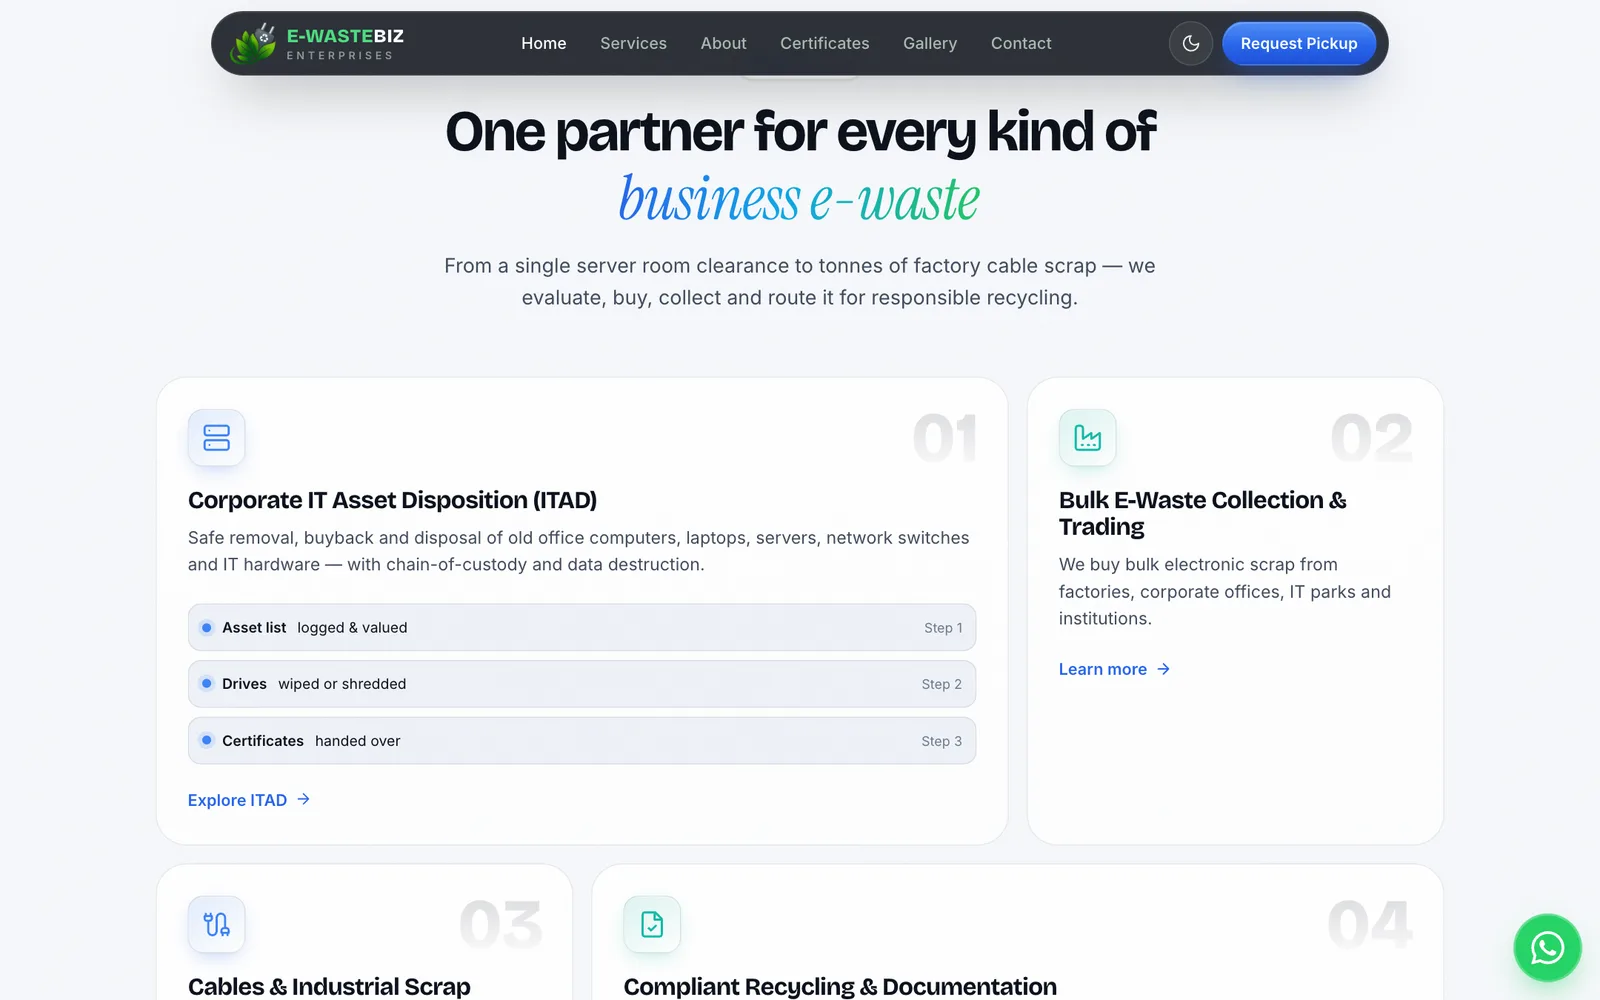 E-WASTEBIZ
ENTERPRISES
Home
Services
About
Certificates
Gallery
Contact
Request Pickup
One partner for every kind of
business e-waste
From a single server room clearance to tonnes of factory cable scrap — we
evaluate, buy, collect and route it for responsible recycling.
01
Corporate IT Asset Disposition (ITAD)
Safe removal, buyback and disposal of old office computers, laptops, servers, network switches
and IT hardware — with chain-of-custody and data destruction.
Asset list logged & valued Step 1
Drives wiped or shredded Step 2
Certificates handed over Step 3
Explore ITAD →
02
Bulk E-Waste Collection &
Trading
We buy bulk electronic scrap from
factories, corporate offices, IT parks and
institutions.
Learn more →
03
Cables & Industrial Scrap
04
Compliant Recycling & Documentation